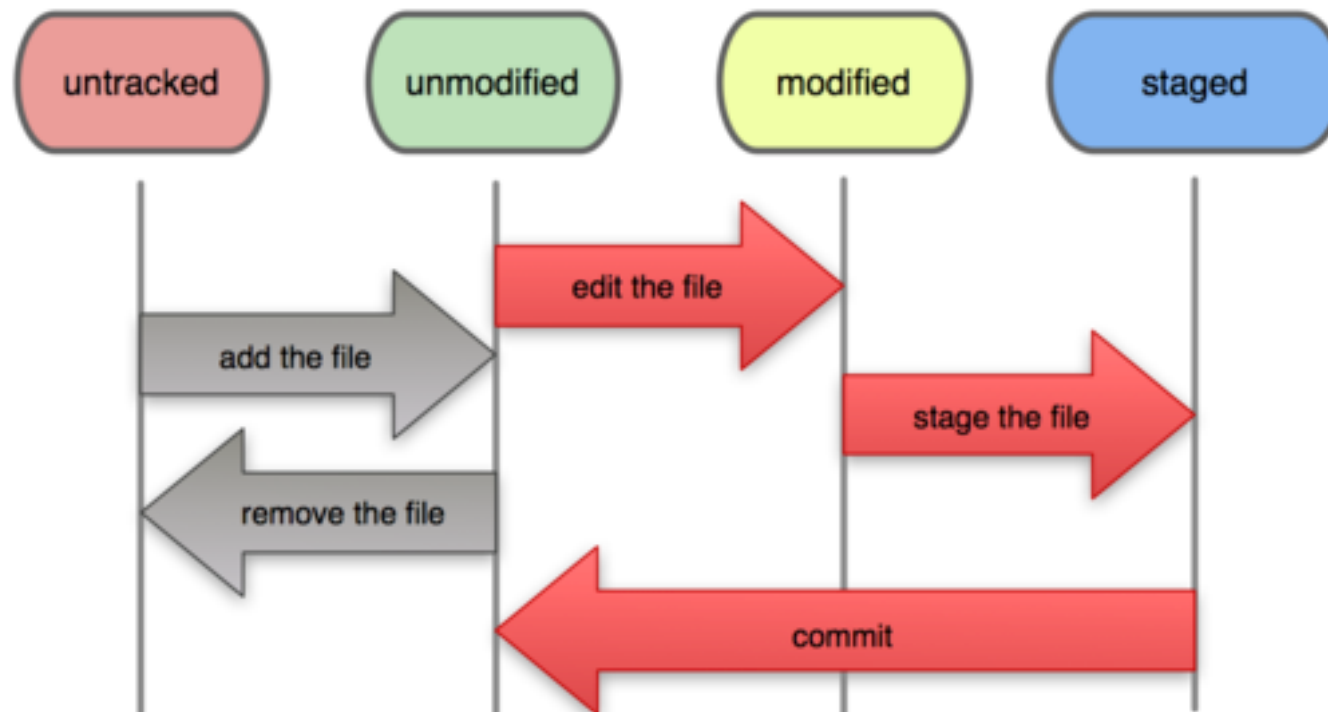 untracked
unmodified
modified
staged
edit the file
add the file
stage the file
remove the file
commit